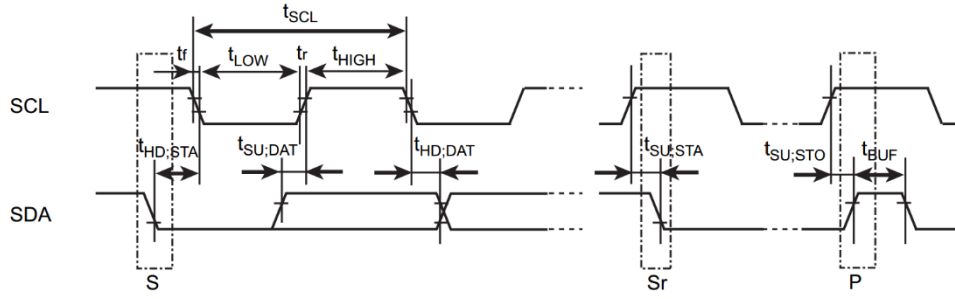 tSCL
tf tLOW tr tHIGH
SCL
tHD;STA tSU;DAT tHD;DAT tSU;STA tSU;STO tBUF
SDA
S Sr P